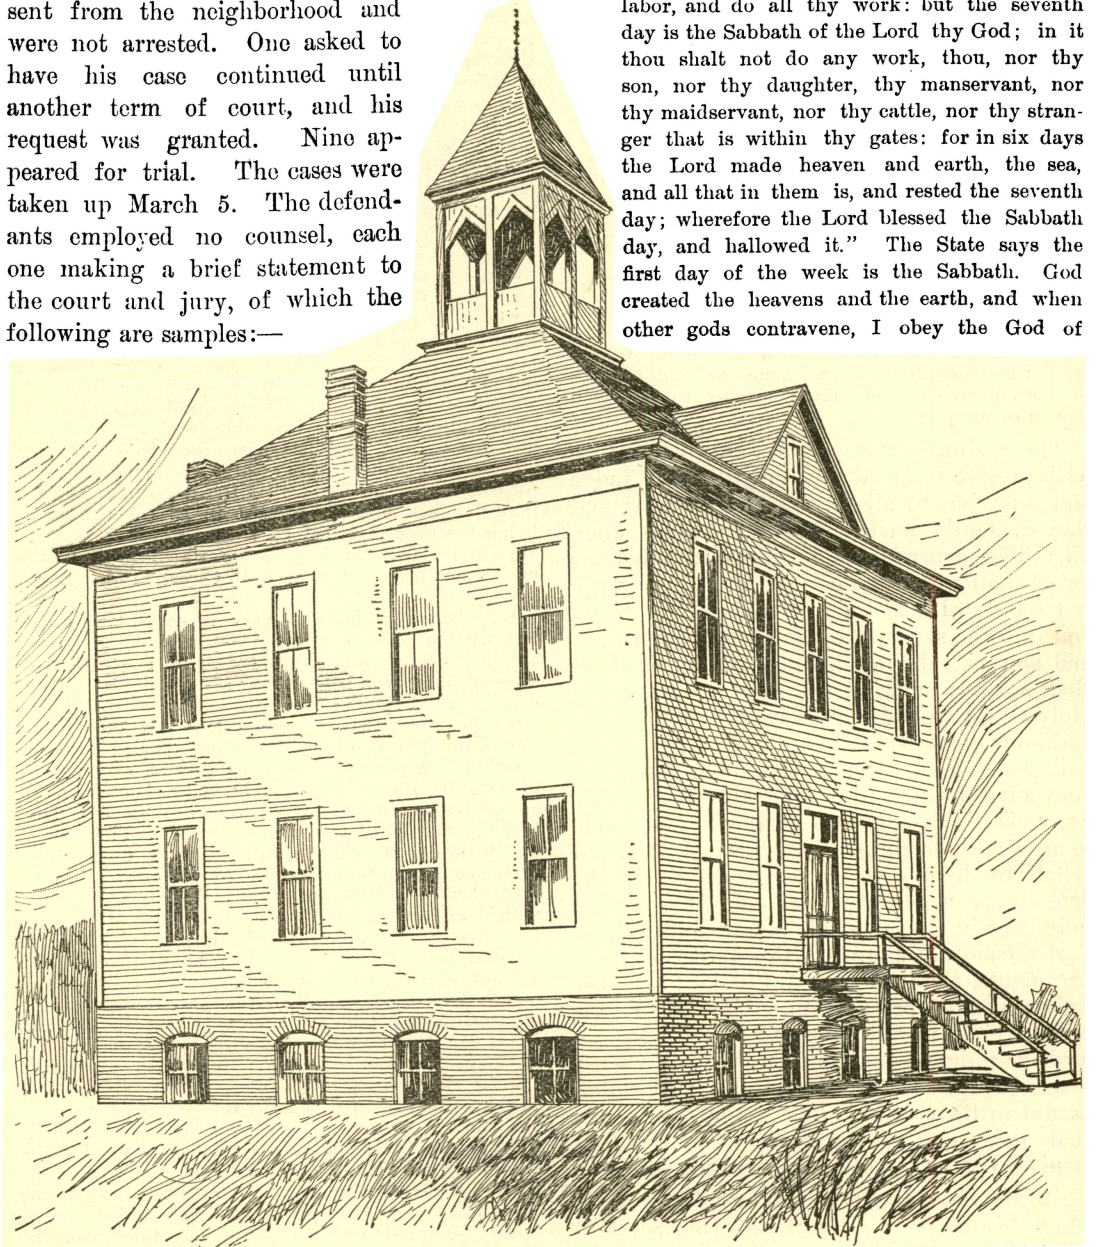 sent from the neighborhood and
were not arrested. One asked to
have his case continued until
another term of court, and his
request was granted. Nine ap-
peared for trial. The cases were
taken up March 5. The defend-
ants employed no counsel, each
one making a brief statement to
the court and jury, of which the
following are samples:—
labor, and do all thy work: but the seventh
day is the Sabbath of the Lord thy God; in it
thou shalt not do any work, thou, nor thy
son, nor thy daughter, thy manservant, nor
thy maidservant, nor thy cattle, nor thy stran-
ger that is within thy gates: for in six days
the Lord made heaven and earth, the sea,
and all that in them is, and rested the seventh
day; wherefore the Lord blessed the Sabbath
day, and hallowed it.” The State says the
first day of the week is the Sabbath. God
created the heavens and the earth, and when
other gods contravene, I obey the God of